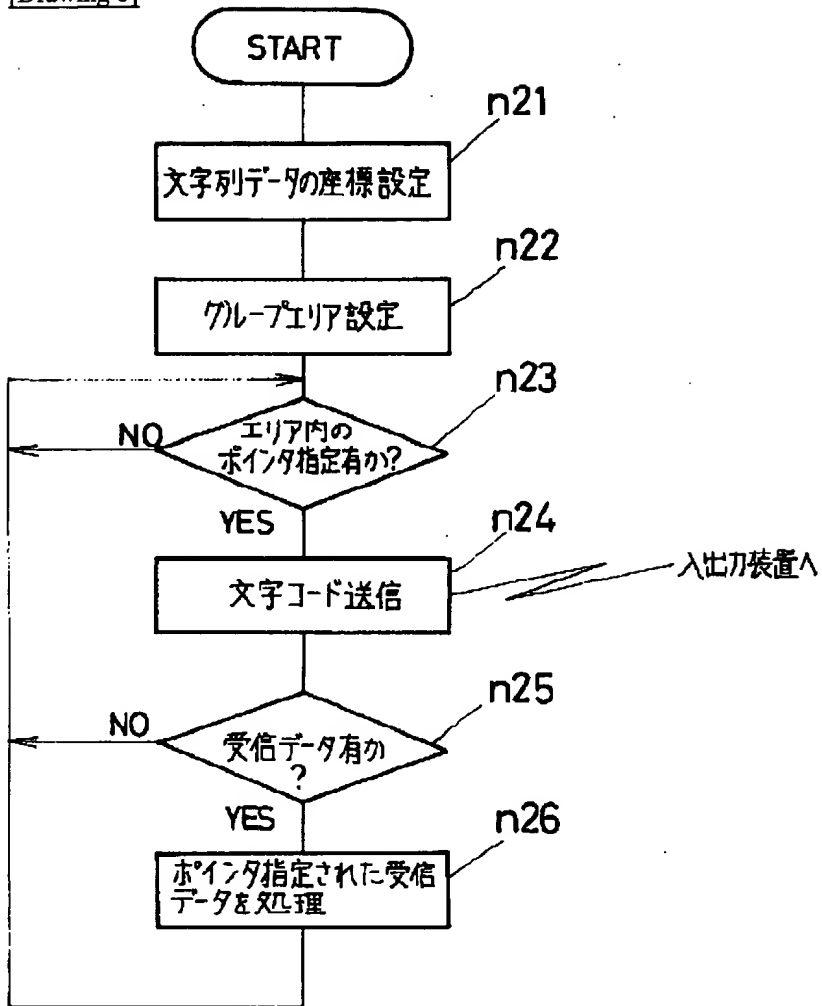 START
n21
文字列データの座標設定
n22
グループエリア設定
n23
エリア内の
ポインタ指定有か?
NO
YES
n24
文字コード送信
入出力装置へ
n25
受信データ有か
?
NO
YES
n26
ポインタ指定された受信
データを処理